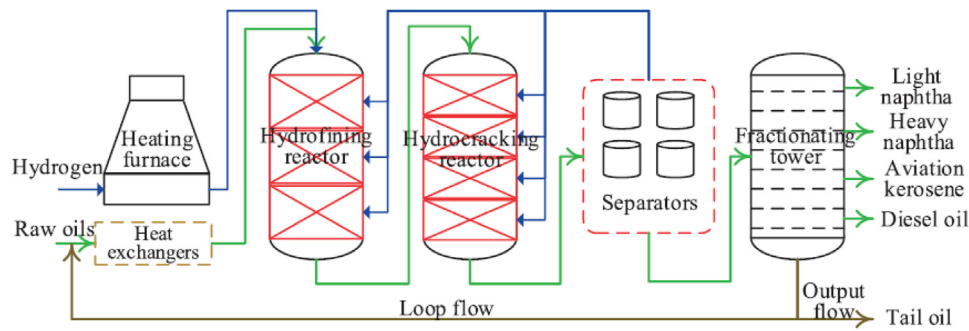 Heating
furnace
Hydrogen
Raw oils
Heat
exchangers
Hydrofining
reactor
Hydrocracking
reactor
Separators
Fractionating
tower
Light
naphtha
Heavy
naphtha
Aviation
kerosene
Diesel oil
Output
flow
Tail oil
Loop flow